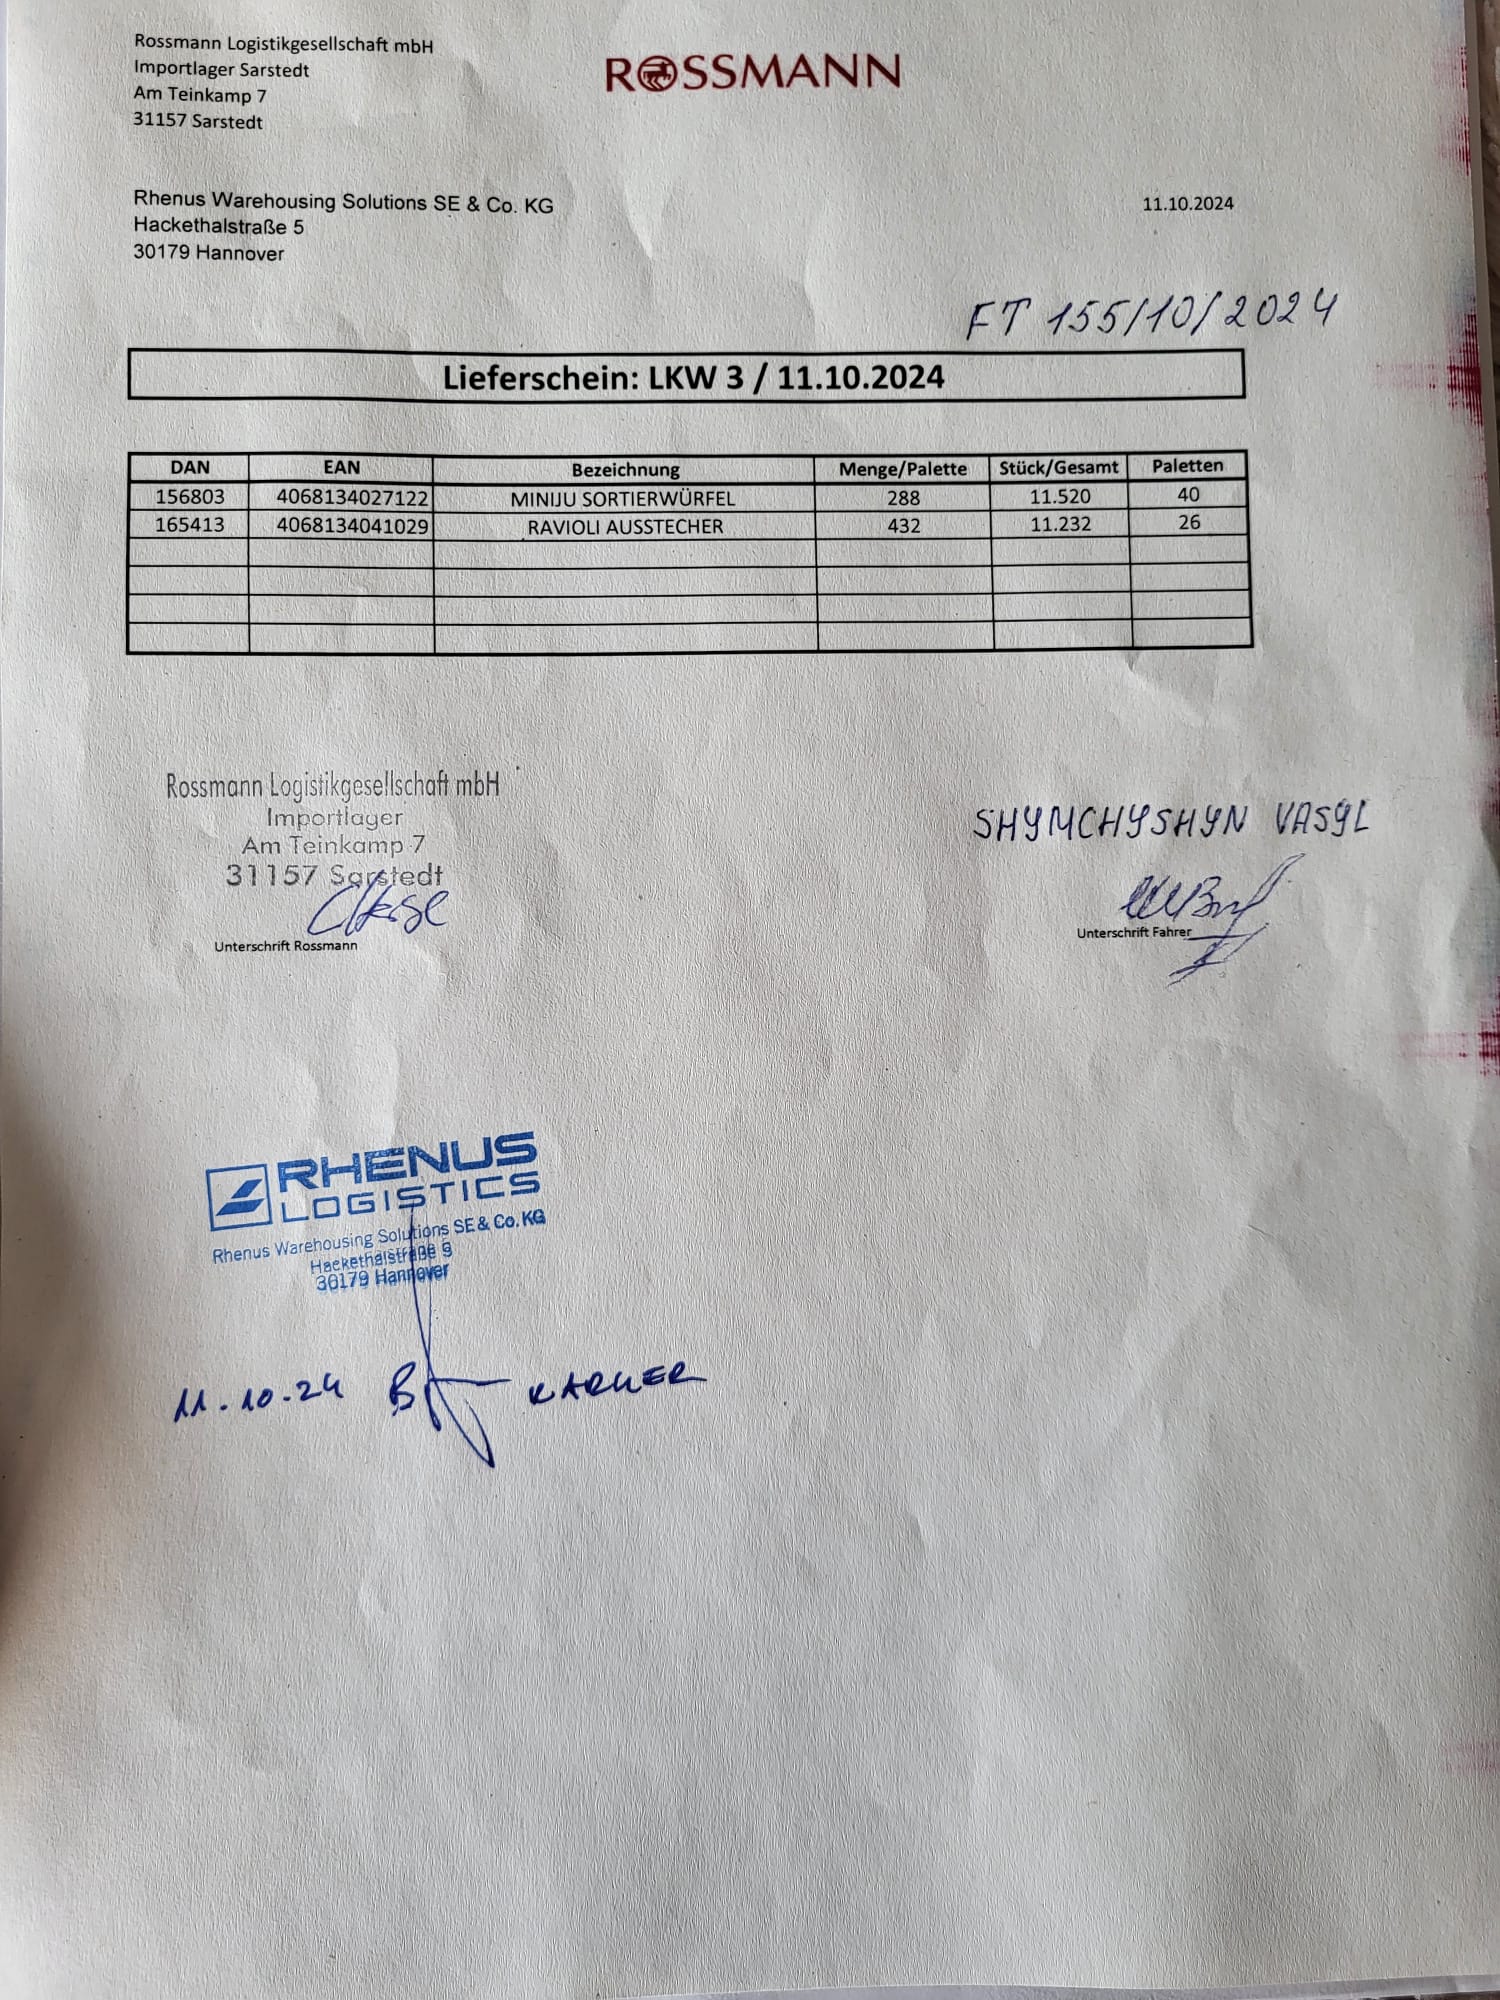 Rossmann Logistikgesellschaft mbH
Importlager Sarstedt
Am Teinkamp 7
31157 Sarstedt
ROSSMANN
Rhenus Warehousing Solutions SE & Co. KG
Hackethalstraße 5
30179 Hannover
11.10.2024
FT 155/10/2024
Lieferschein: LKW 3 / 11.10.2024
DAN EAN Bezeichnung Menge/Palette Stück/Gesamt Paletten
156803 4068134027122 MINIJU SORTIERWÜRFEL 288 11.520 40
165413 4068134041029 RAVIOLI AUSSTECHER 432 11.232 26
Rossmann Logistikgesellschaft mbH
Importlager
Am Teinkamp 7
31157 Sarstedt
Unterschrift Rossmann
SHYMCHYSHYN VASYL
Unterschrift Fahrer
RHENUS
LOGISTICS
Rhenus Warehousing Solutions SE & Co. KG
Hackethalstraße
30179 Hannover
11.10.24